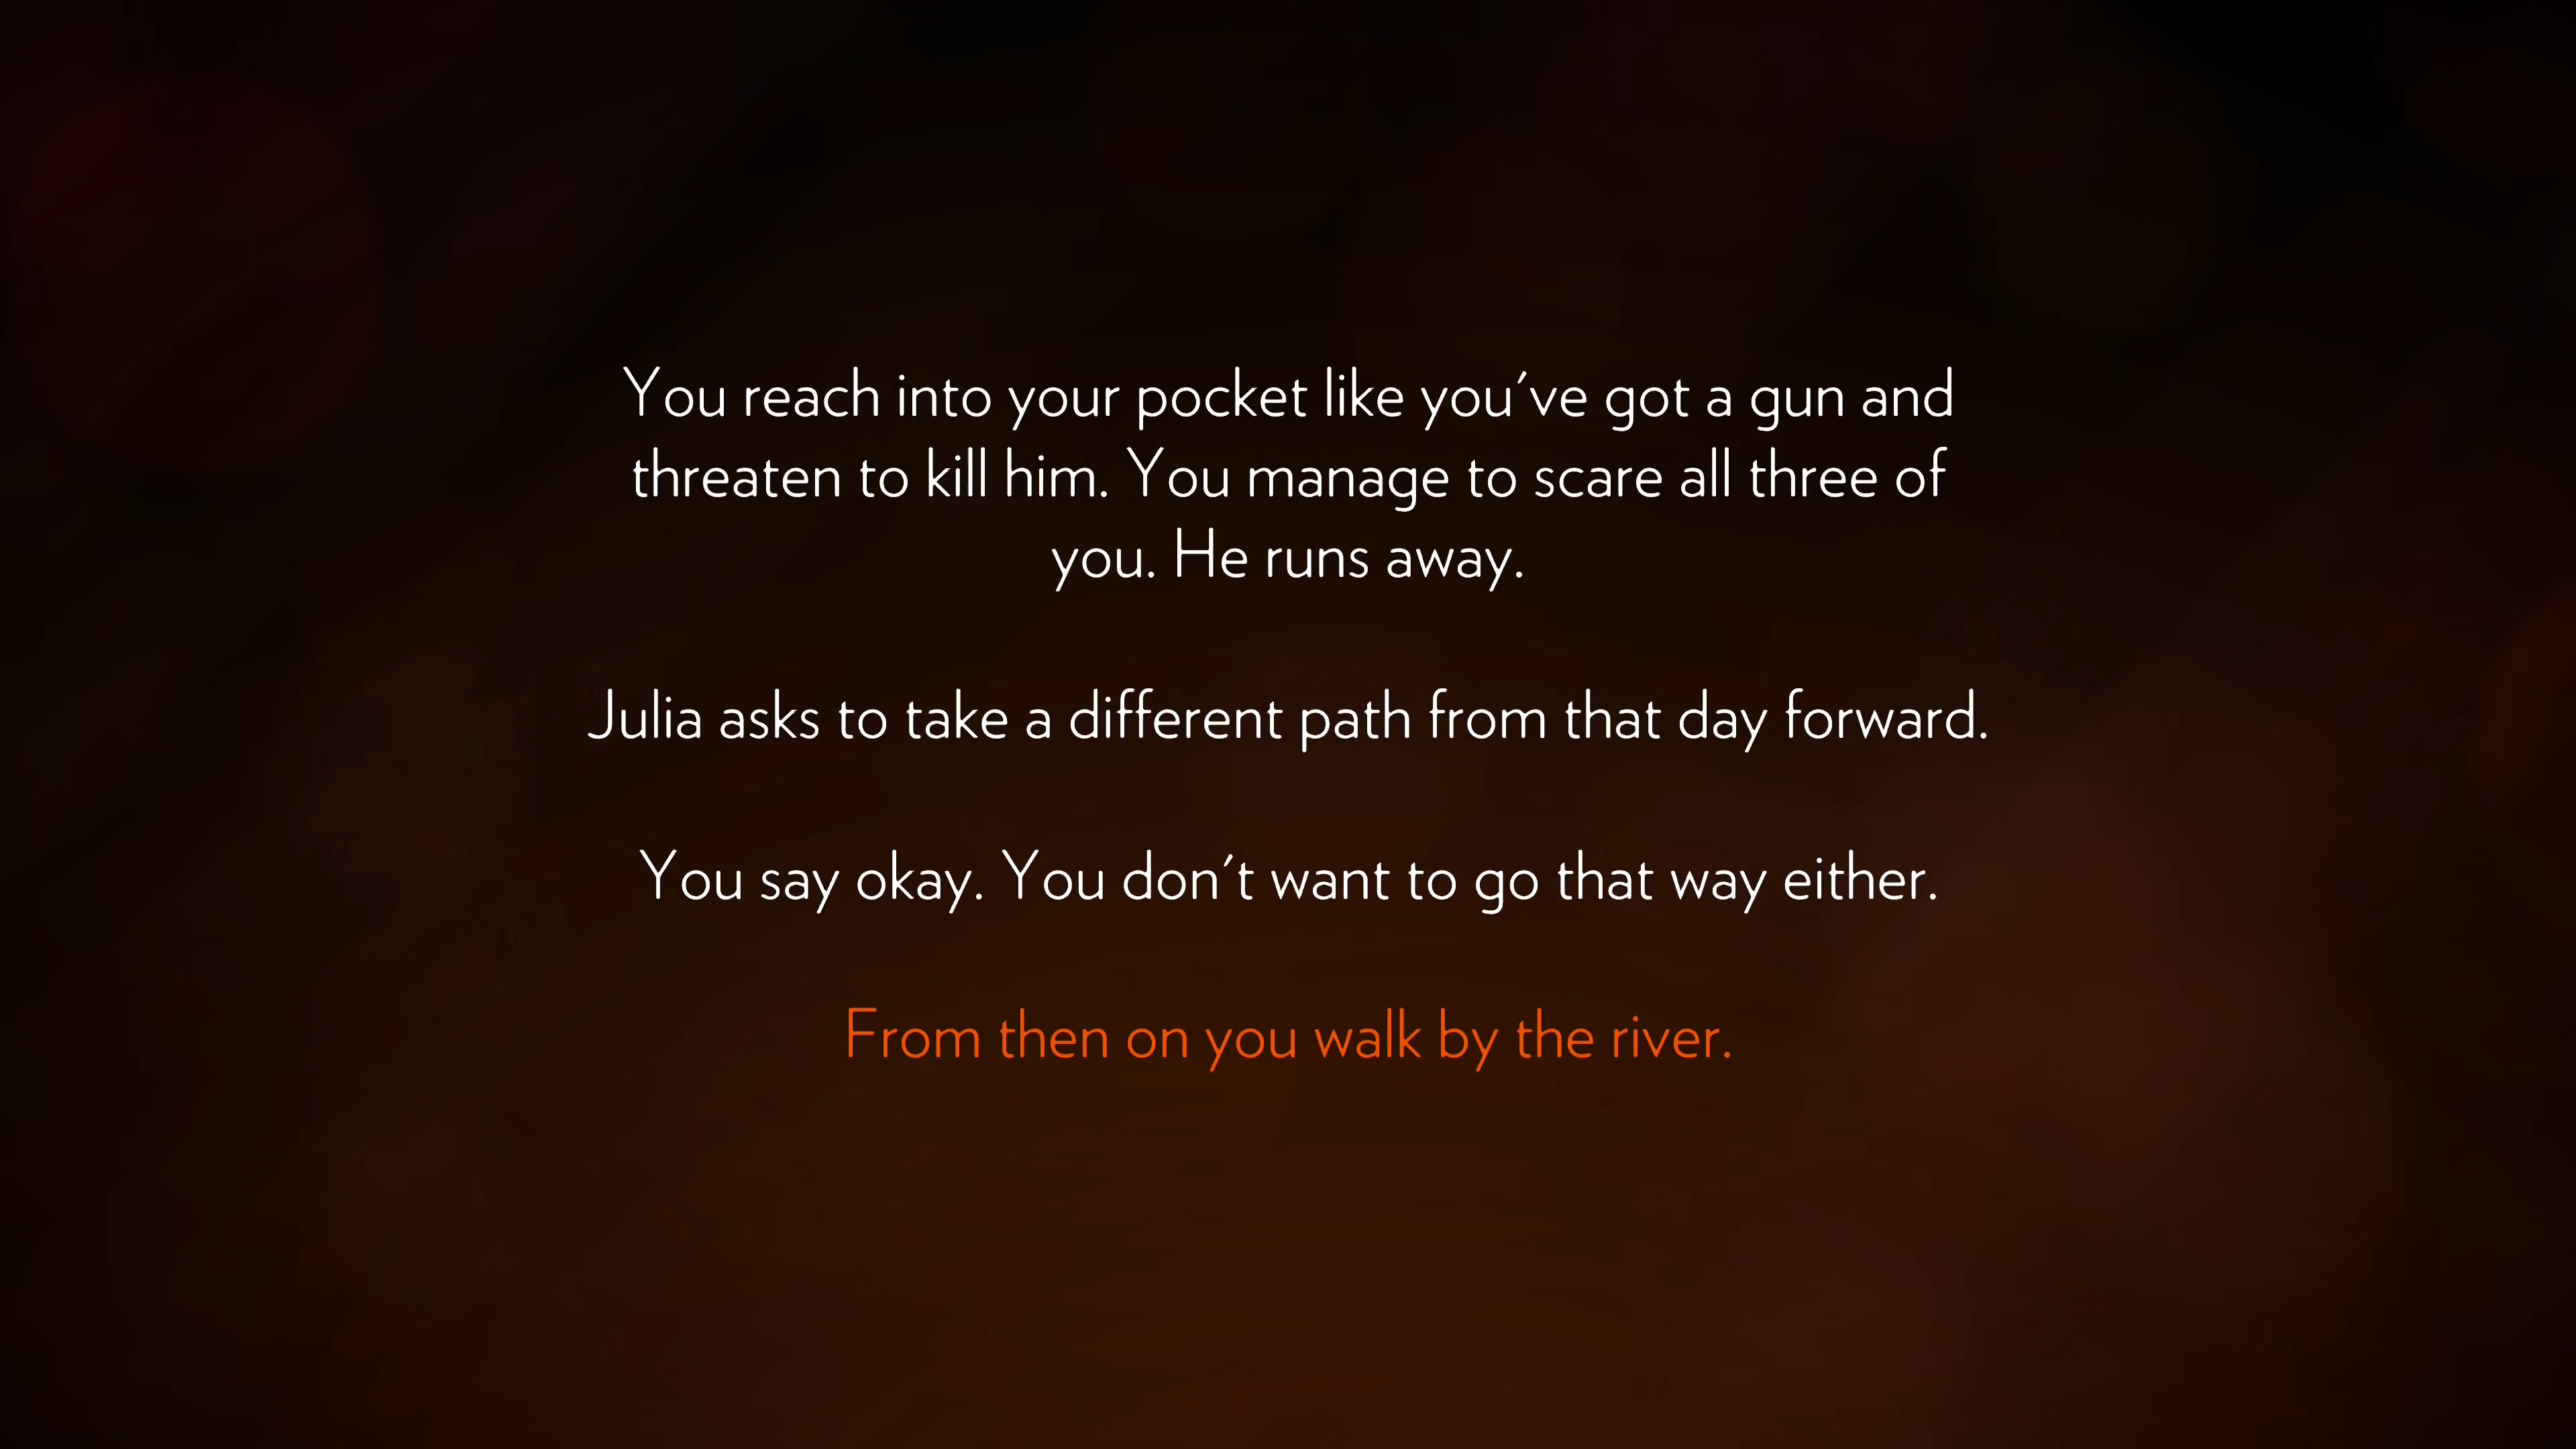 You reach into your pocket like you've got a gun and
threaten to kill him. You manage to scare all three of
you. He runs away.
Julia asks to take a different path from that day forward.
You say okay. You don't want to go that way either.
From then on you walk by the river.